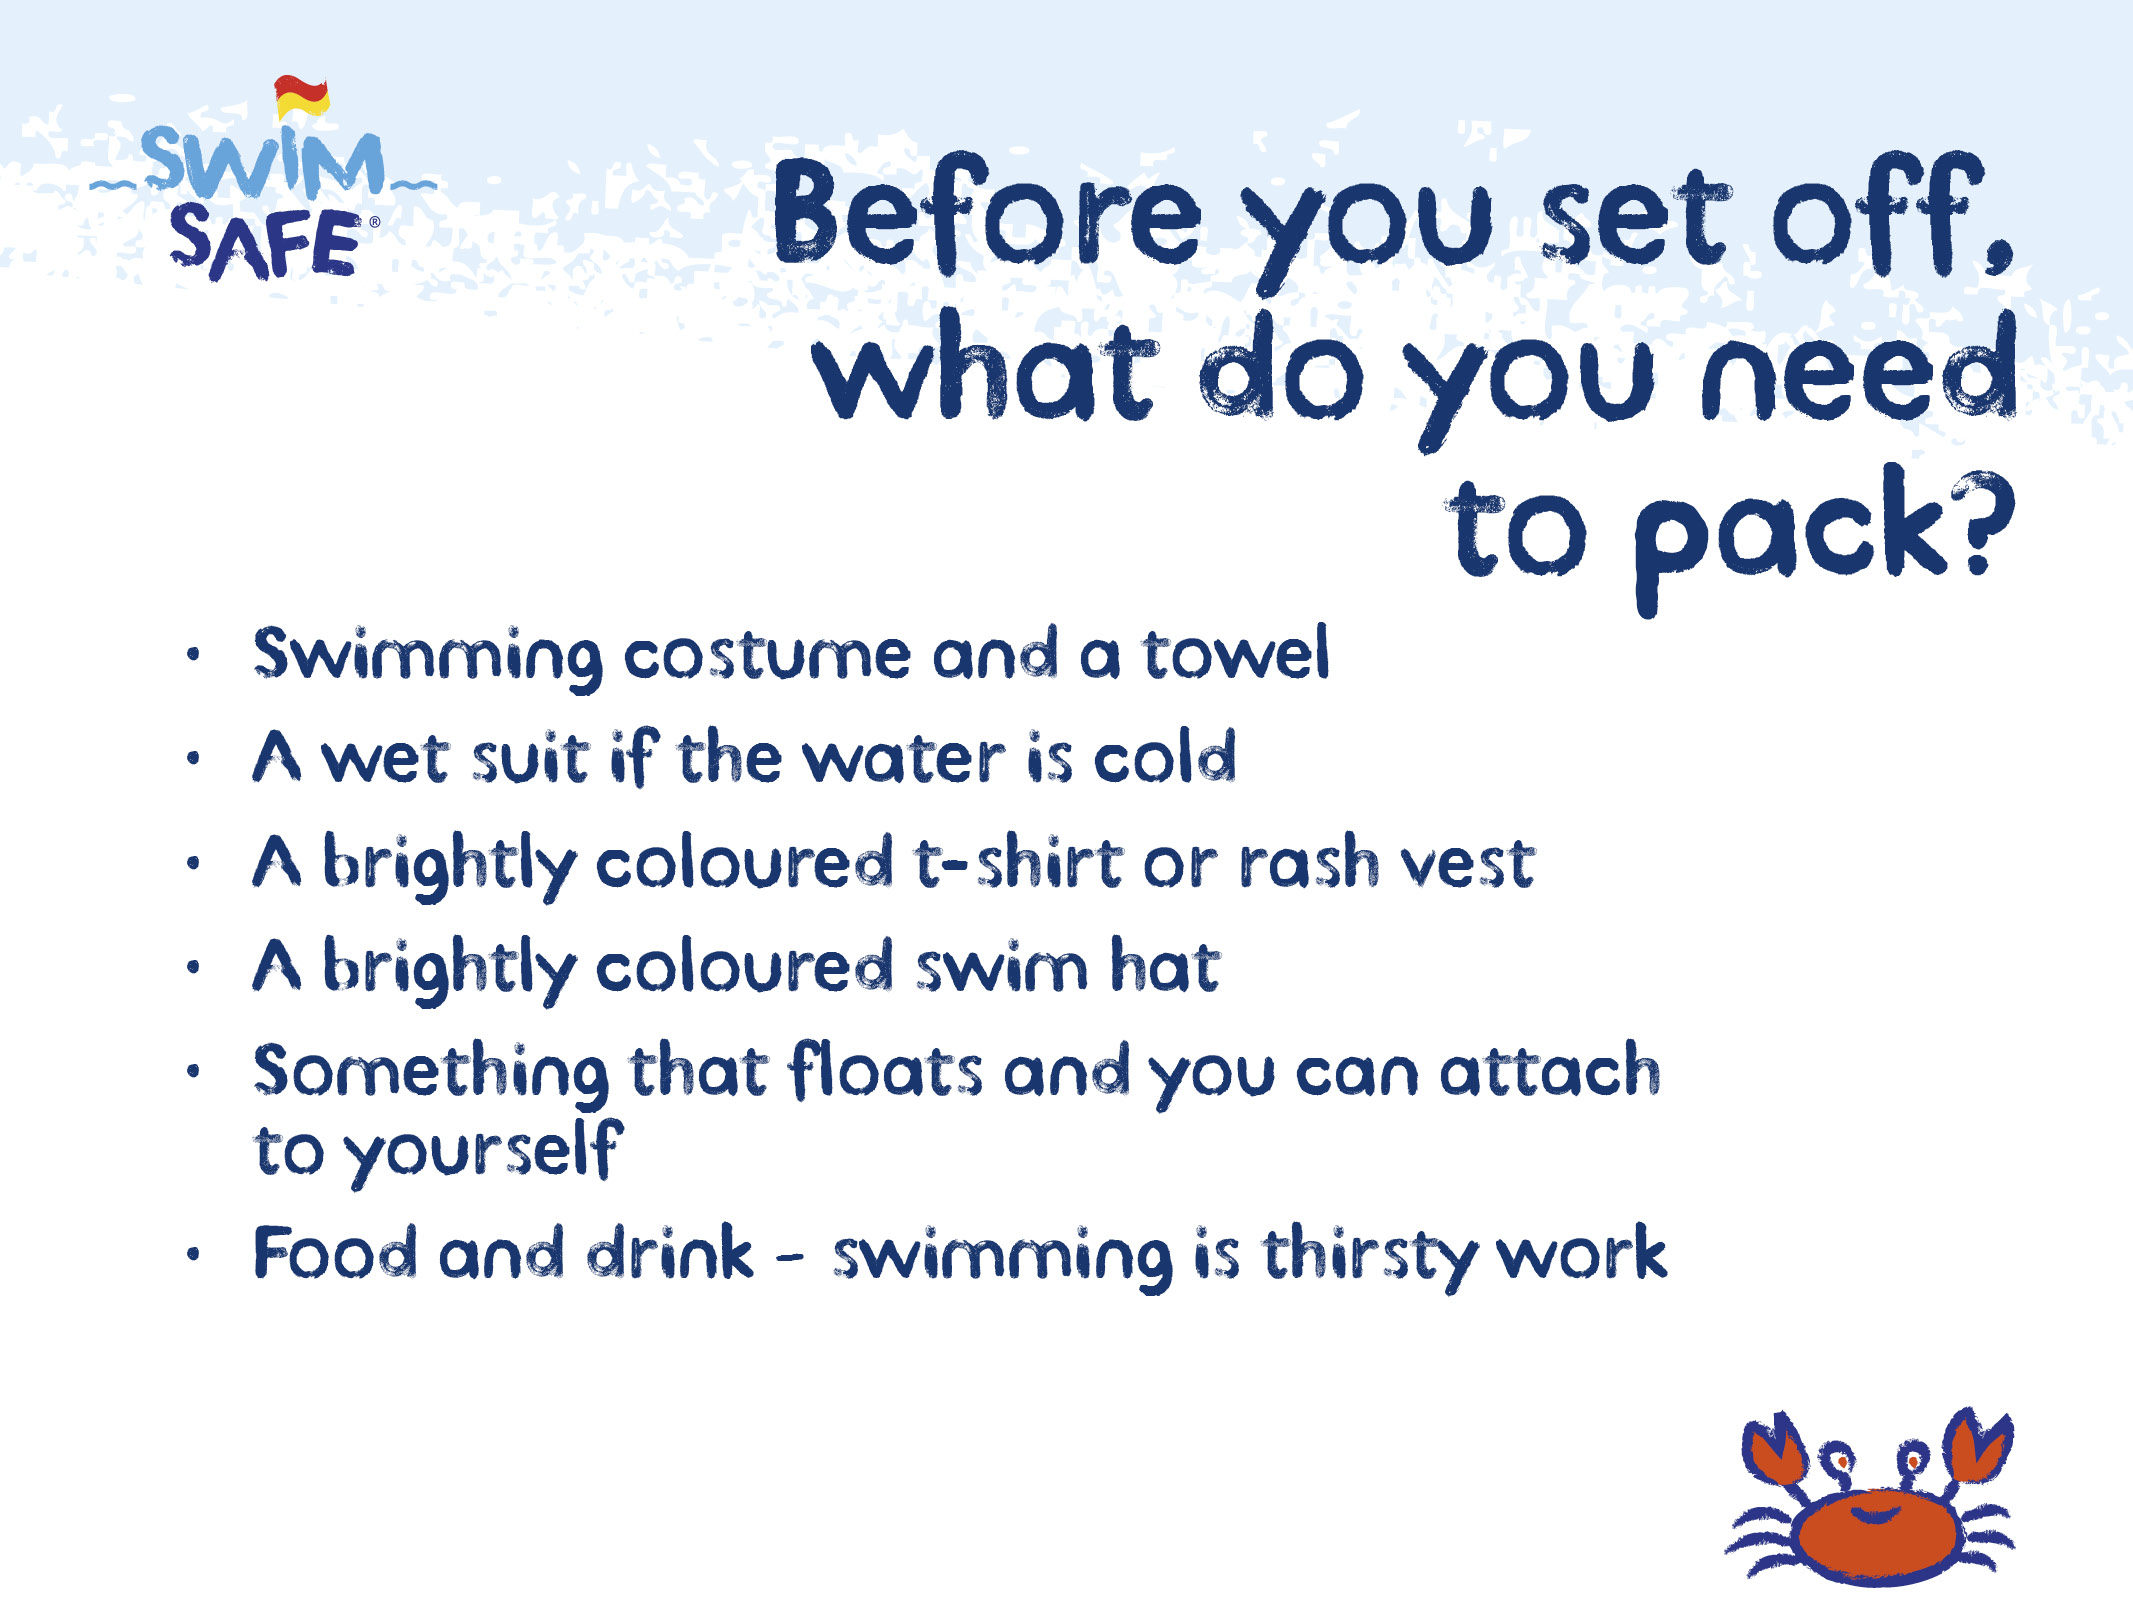 SWIM
SAFE®
Before you set off,
what do you need
to pack?
• Swimming costume and a towel
• A wet suit if the water is cold
• A brightly coloured t-shirt or rash vest
• A brightly coloured swim hat
• Something that floats and you can attach
to yourself
• Food and drink - swimming is thirsty work